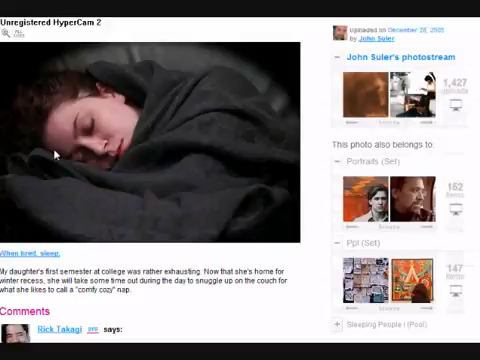 Unregistered HyperCam 2
ALL SIZES
Uploaded on December 28, 2005
by John Suler
John Suler's photostream
1,427
uploads
This photo also belongs to:
Portraits (Set)
152
items
Ppl (Set)
147
items
Sleeping People ! (Pool)
When tired, sleep.
My daughter's first semester at college was rather exhausting. Now that she's home for
winter recess, she will take some time out during the day to snuggle up on the couch for
what she likes to call a "comfy cozy" nap.
Comments
Rick Takagi PRO says: